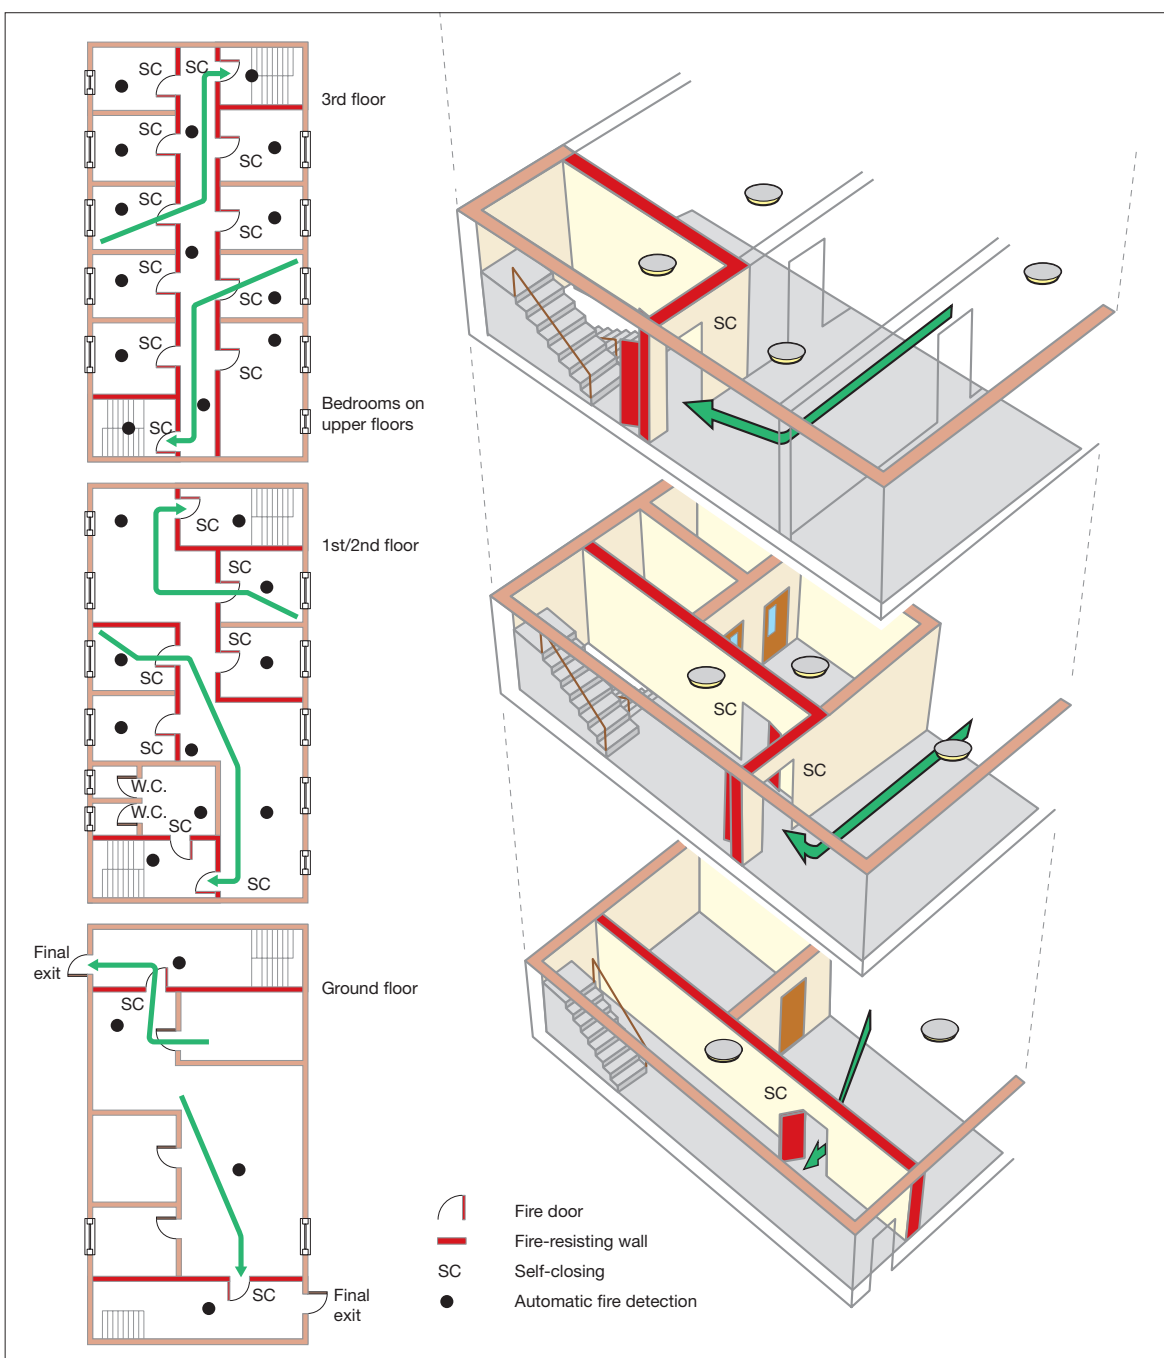 SC
SC
SC
3rd floor
SC
SC
SC
SC
SC
SC
SC
SC
SC
Bedrooms on
upper floors
SC
SC
1st/2nd floor
SC
SC
SC
SC
W.C.
W.C.
SC
SC
Final
exit
SC
Ground floor
SC
Final
exit
Fire door
Fire-resisting wall
SC
Self-closing
Automatic fire detection
SC
SC
SC
SC